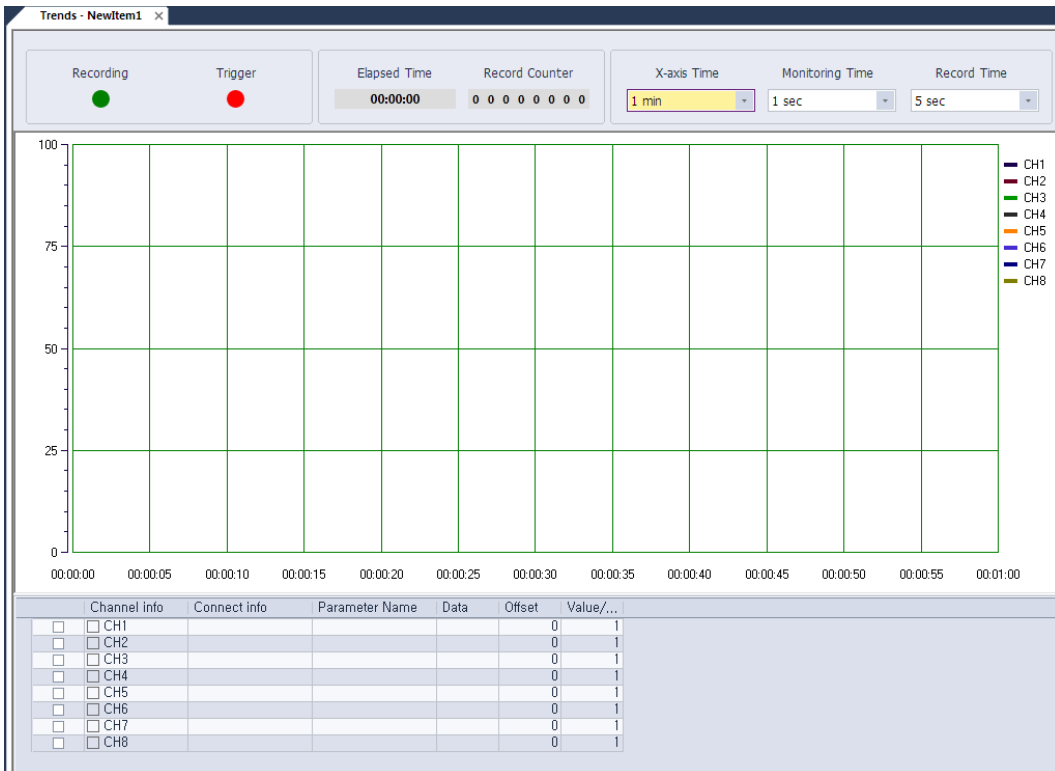 Trends - NewItem1 ×
Recording Trigger Elapsed Time Record Counter X-axis Time Monitoring Time Record Time
00:00:00 0 0 0 0 0 0 0 0 1 min 1 sec 5 sec
100
75
50
25
0
CH1
CH2
CH3
CH4
CH5
CH6
CH7
CH8
00:00:00 00:00:05 00:00:10 00:00:15 00:00:20 00:00:25 00:00:30 00:00:35 00:00:40 00:00:45 00:00:50 00:00:55 00:01:00
Channel info Connect info Parameter Name Data Offset Value/...
CH1 0 1
CH2 0 1
CH3 0 1
CH4 0 1
CH5 0 1
CH6 0 1
CH7 0 1
CH8 0 1